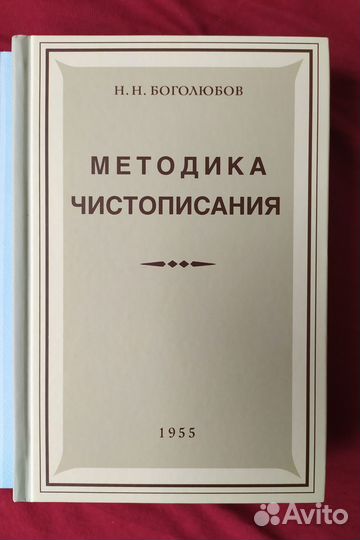 Н. Н. БОГОЛЮБОВ
МЕТОДИКА
ЧИСТОПИСАНИЯ
1955
Avito